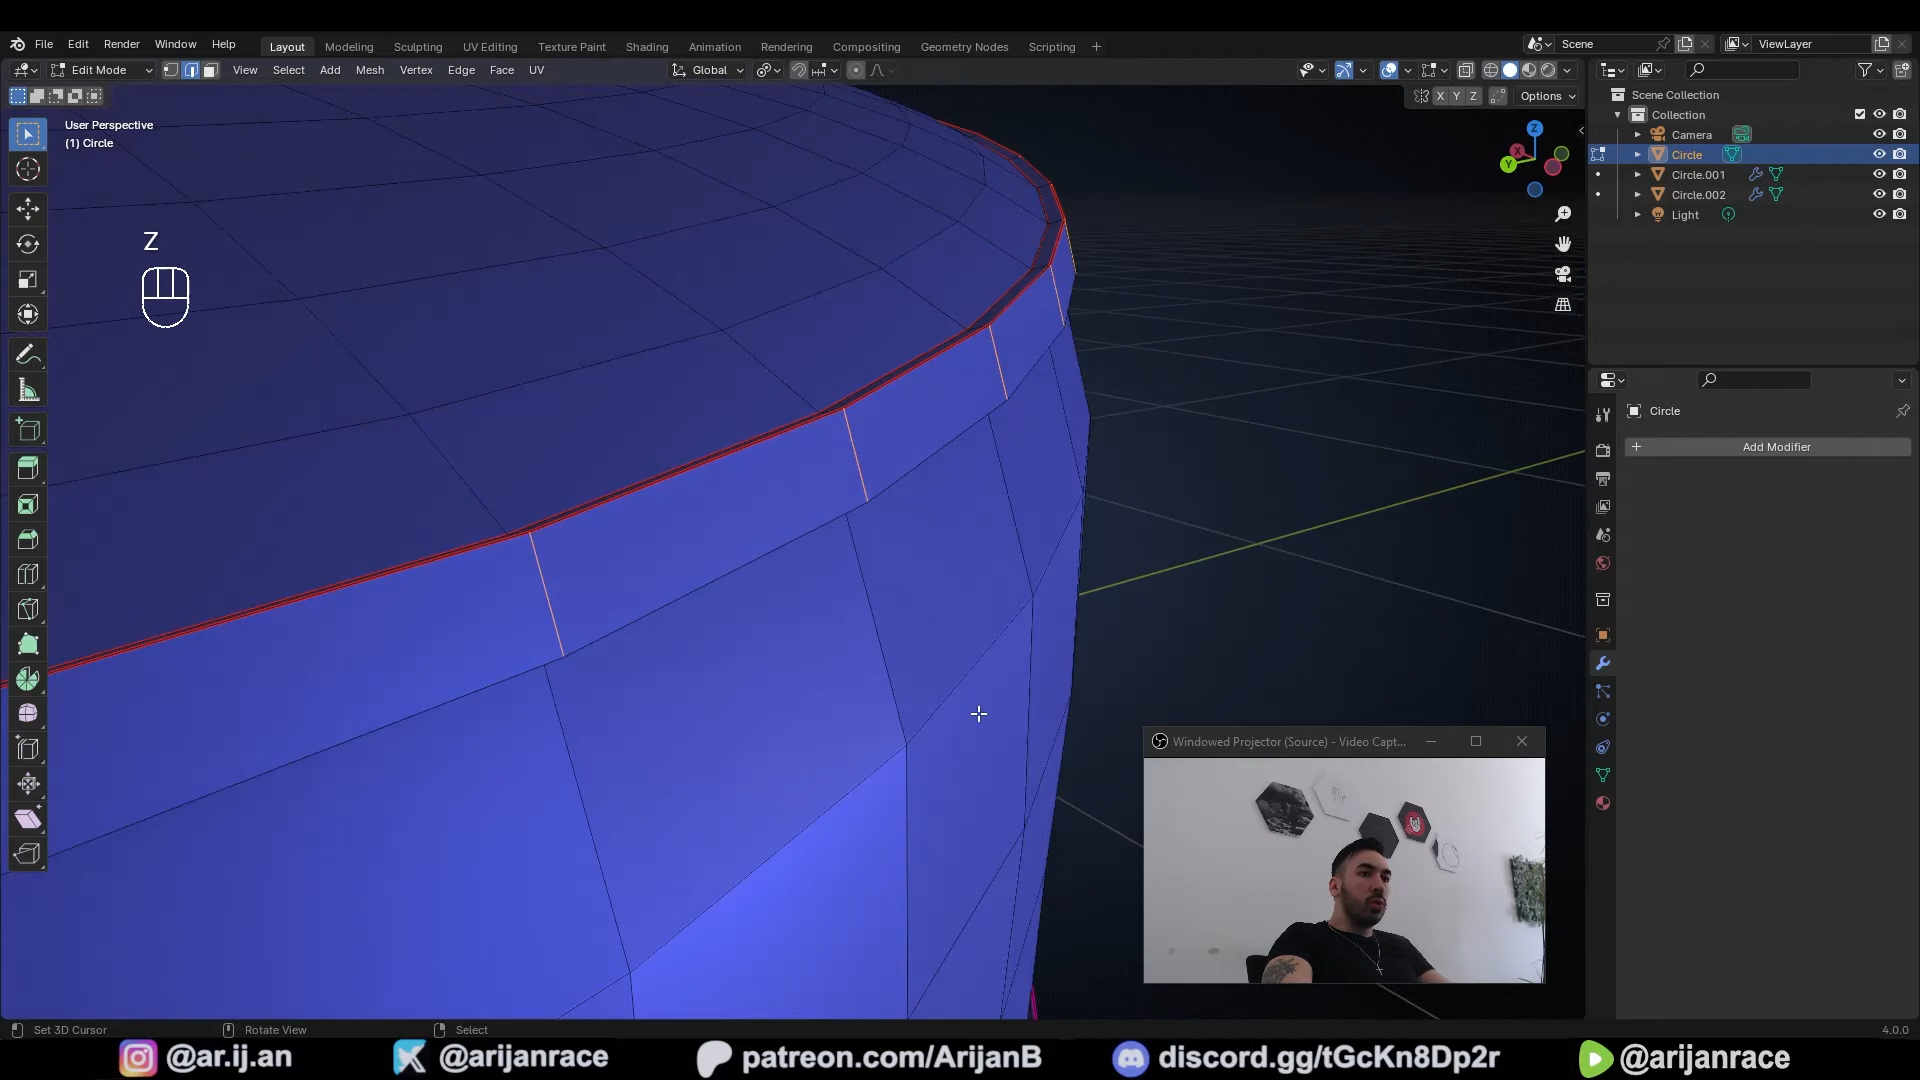 File Edit Render Window Help Layout Modeling Sculpting UV Editing Texture Paint Shading Animation Rendering Compositing Geometry Nodes Scripting + Scene ViewLayer
Edit Mode View Select Add Mesh Vertex Edge Face UV Global
X Y Z Options
User Perspective
(1) Circle
Z
Z
X
Y
Scene Collection
Collection
Camera
Circle
Circle.001
Circle.002
Light
Circle
+ Add Modifier
Windowed Projector (Source) - Video Capt...
Set 3D Cursor Rotate View Select 4.0.0
@ar.ij.an @arijanrace patreon.com/ArijanB discord.gg/tGcKn8Dp2r @arijanrace